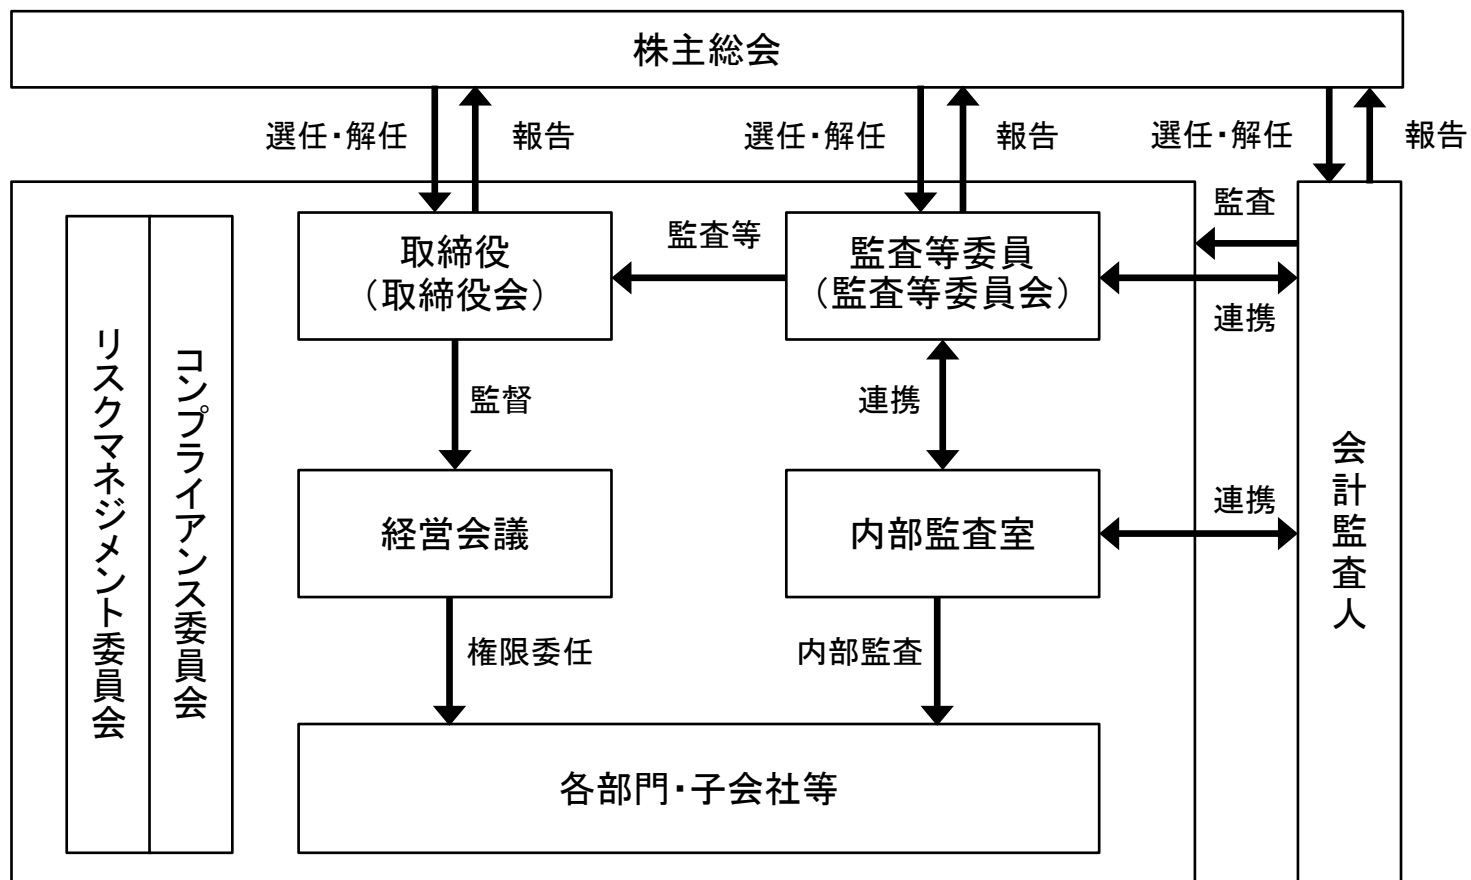 株主総会
選任・解任
報告
選任・解任
報告
選任・解任
報告
監査
取締役
（取締役会）
監査等
監査等委員
（監査等委員会）
連携
リスクマネジメント委員会
コンプライアンス委員会
監督
連携
会計監査人
経営会議
内部監査室
連携
権限委任
内部監査
各部門・子会社等